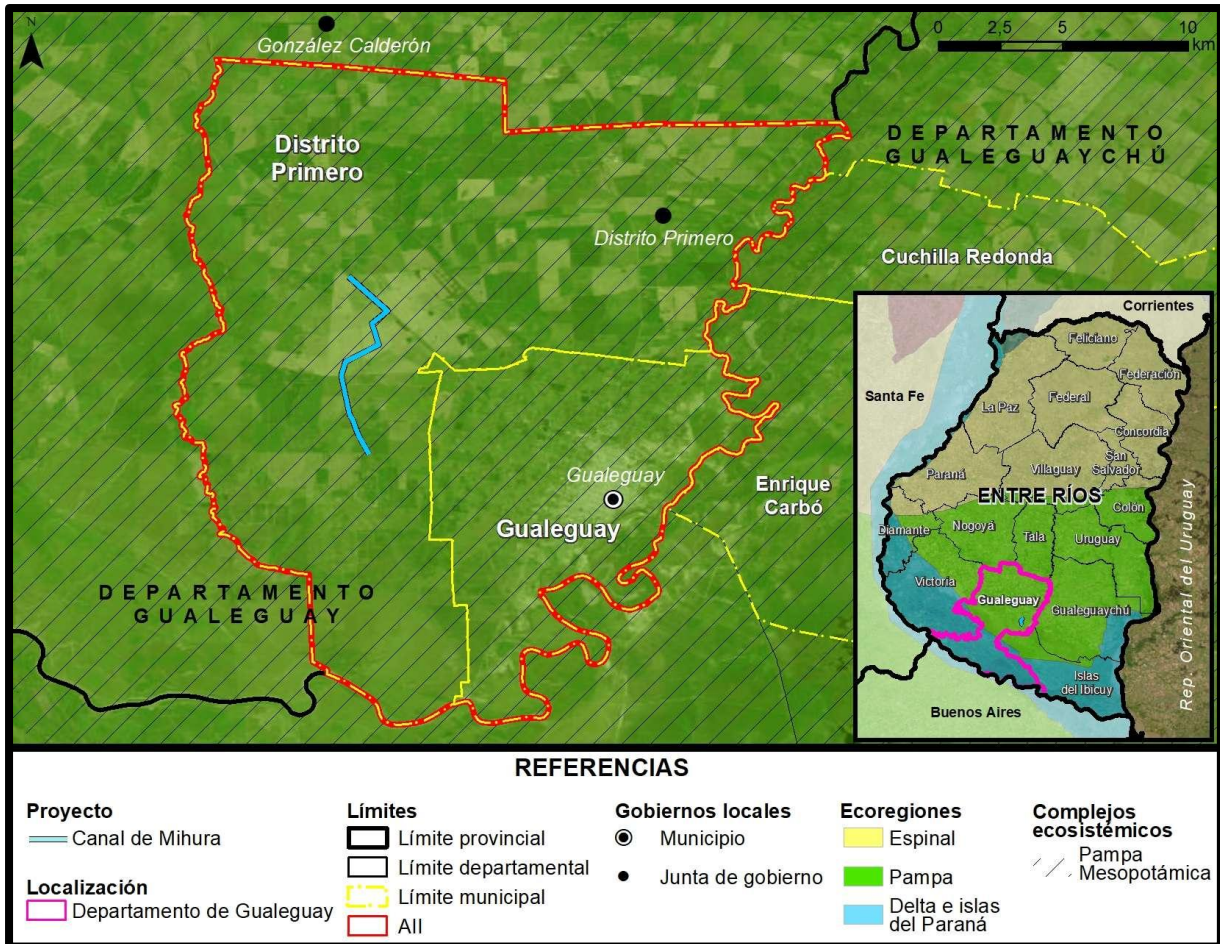 N
González Calderón
0 2,5 5 10
km
Distrito
Primero
DEPARTAMENTO
GUALEGUAYCHÚ
Distrito Primero
Cuchilla Redonda
Gualeguay
Gualeguay
Enrique
Carbó
DEPARTAMENTO
GUALEGUAY
Corrientes
Feliciano
Federación
Santa Fe
La Paz
Federal
Concordia
San
Salvador
Paraná
Villaguay
ENTRE RÍOS
Colón
Diamante
Nogoyá
Tala
Uruguay
Victoria
Gualeguay
Gualeguaychú
Islas
del Ibicuy
Buenos Aires
Rep. Oriental del Uruguay
REFERENCIAS
Proyecto
Canal de Mihura
Localización
Departamento de Gualeguay
Límites
Límite provincial
Límite departamental
Límite municipal
AII
Gobiernos locales
Municipio
Junta de gobierno
Ecoregiones
Espinal
Pampa
Delta e islas
del Paraná
Complejos
ecosistémicos
Pampa
Mesopotámica